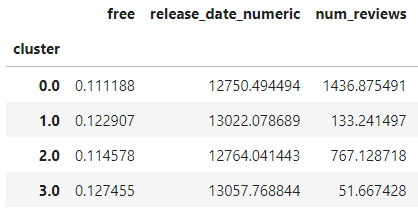 free release_date_numeric num_reviews
cluster
0.0 0.111188 12750.494494 1436.875491
1.0 0.122907 13022.078689 133.241497
2.0 0.114578 12764.041443 767.128718
3.0 0.127455 13057.768844 51.667428